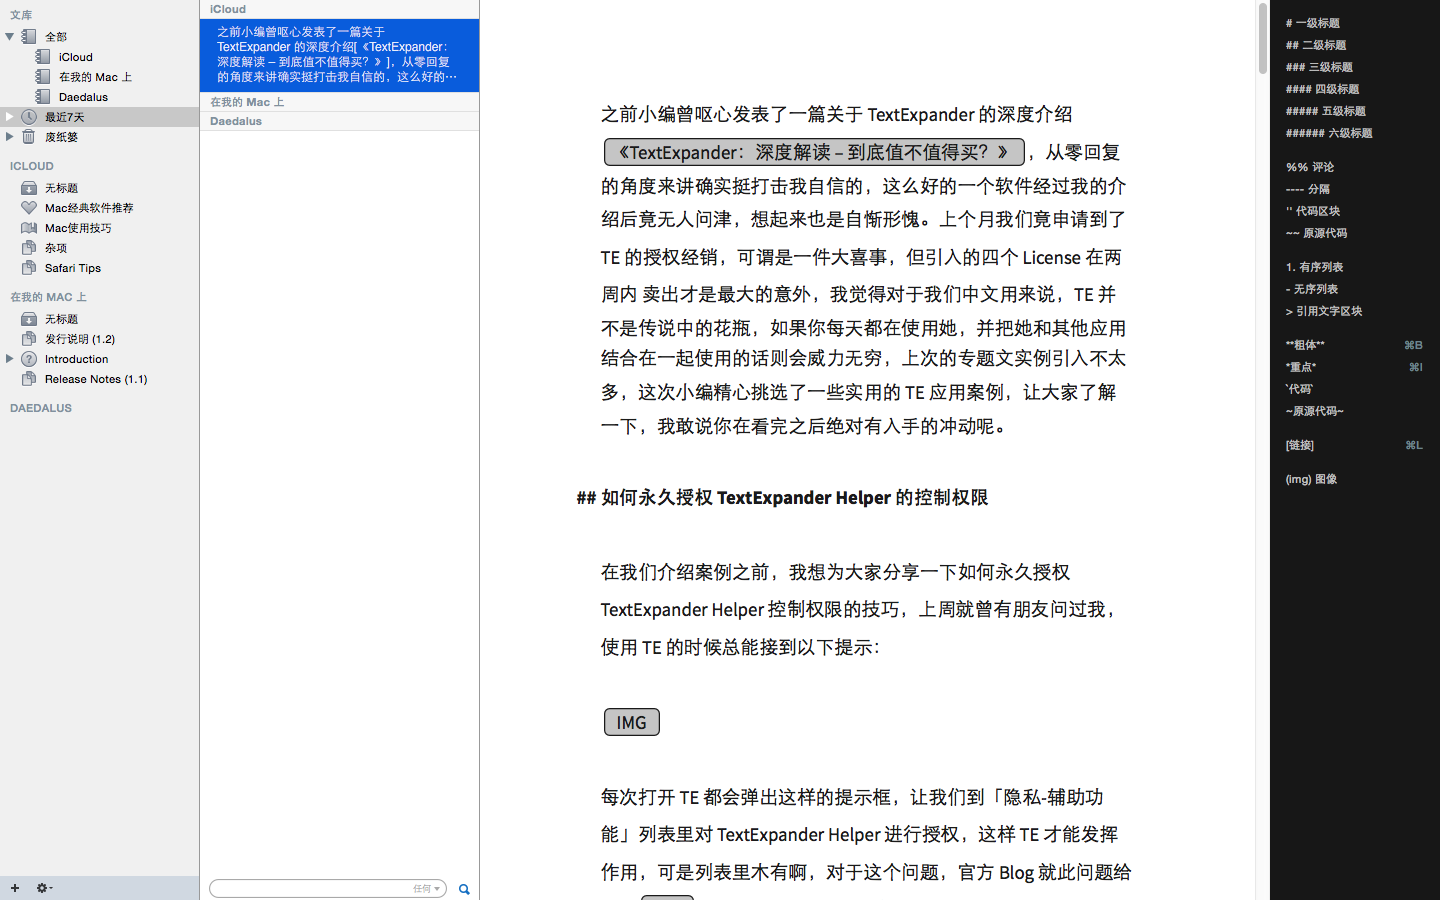 文库
全部
iCloud
在我的 Mac 上
Daedalus
最近7天
废纸篓
ICLOUD
无标题
Mac经典软件推荐
Mac使用技巧
杂项
Safari Tips
在我的 MAC 上
无标题
发行说明 (1.2)
Introduction
Release Notes (1.1)
DAEDALUS
iCloud
之前小编曾呕心发表了一篇关于
TextExpander 的深度介绍[《TextExpander：
深度解读 – 到底值不值得买？》]，从零回复
的角度来讲确实挺打击我自信的，这么好的…
在我的 Mac 上
Daedalus
任何
之前小编曾呕心发表了一篇关于 TextExpander 的深度介绍
《TextExpander：深度解读 – 到底值不值得买？》，从零回复
的角度来讲确实挺打击我自信的，这么好的一个软件经过我的介
绍后竟无人问津，想起来也是自惭形愧。上个月我们竟申请到了
TE 的授权经销，可谓是一件大喜事，但引入的四个 License 在两
周内 卖出才是最大的意外，我觉得对于我们中文用来说，TE 并
不是传说中的花瓶，如果你每天都在使用她，并把她和其他应用
结合在一起使用的话则会威力无穷，上次的专题文实例引入不太
多，这次小编精心挑选了一些实用的 TE 应用案例，让大家了解
一下，我敢说你在看完之后绝对有入手的冲动呢。
## 如何永久授权 TextExpander Helper 的控制权限
在我们介绍案例之前，我想为大家分享一下如何永久授权
TextExpander Helper 控制权限的技巧，上周就曾有朋友问过我，
使用 TE 的时候总能接到以下提示：
IMG
每次打开 TE 都会弹出这样的提示框，让我们到「隐私-辅助功
能」列表里对 TextExpander Helper 进行授权，这样 TE 才能发挥
作用，可是列表里木有啊，对于这个问题，官方 Blog 就此问题给
# 一级标题
## 二级标题
### 三级标题
#### 四级标题
##### 五级标题
###### 六级标题
%% 评论
---- 分隔
'' 代码区块
~~ 原源代码
1. 有序列表
- 无序列表
> 引用文字区块
**粗体** ⌘B
*重点* ⌘I
`代码`
~原源代码~
[链接] ⌘L
(img) 图像